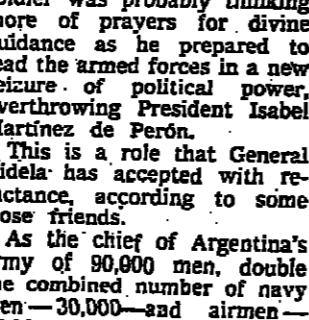 was probably thinking
more of prayers for divine
guidance as he prepared to
lead the armed forces in a new
seizure of political power,
overthrowing President Isabel
Martínez de Perón.
This is a role that General
Videla has accepted with re-
luctance, according to some
close friends.
As the chief of Argentina's
army of 90,000 men, double
the combined number of navy
men—30,000—and airmen—